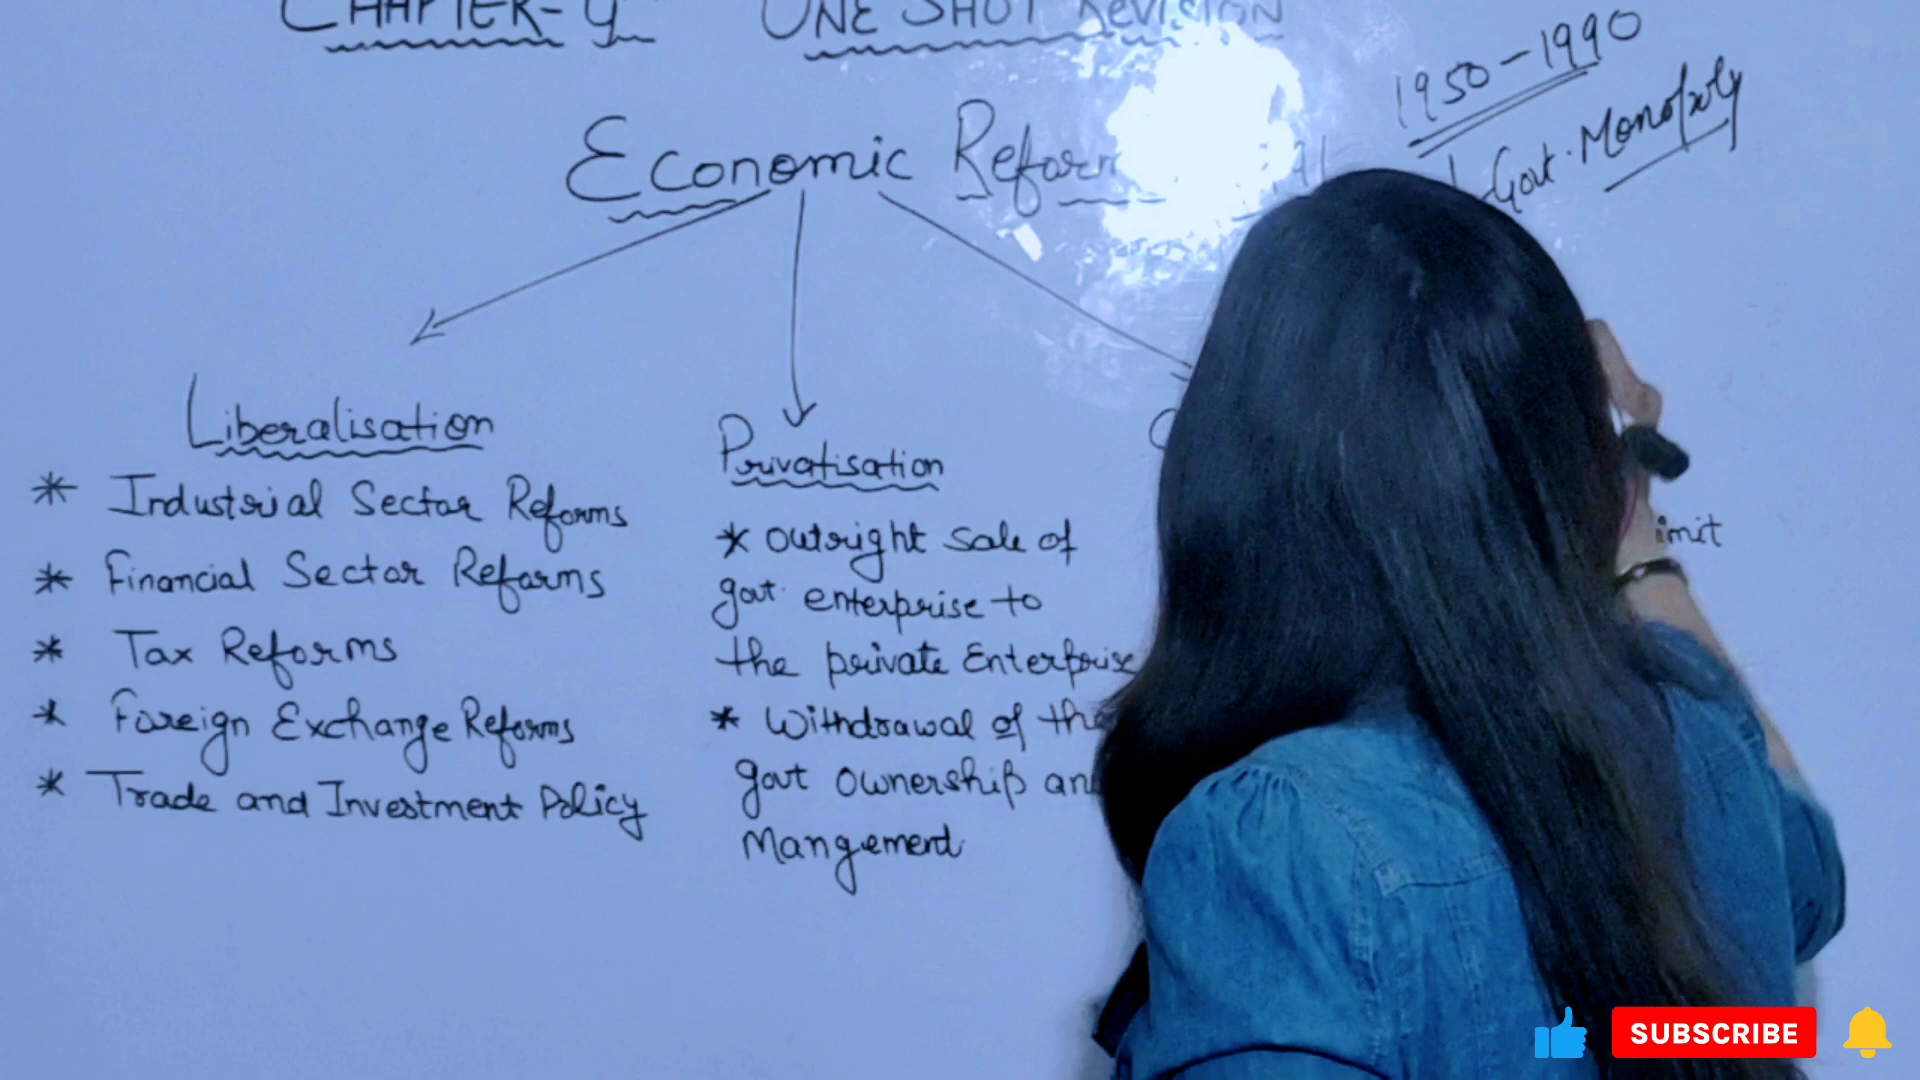 CHAPTER-4 ONE SHOT REVISION
1950-1990
Govt. Monopoly
Economic Reform
Liberalisation
* Industrial Sector Reforms
* Financial Sector Reforms
* Tax Reforms
* Foreign Exchange Reforms
* Trade and Investment Policy
Privatisation
* Outright sale of
govt. enterprise to
the private Enterprise
* Withdrawal of the
govt ownership an
Mangement
imit
SUBSCRIBE